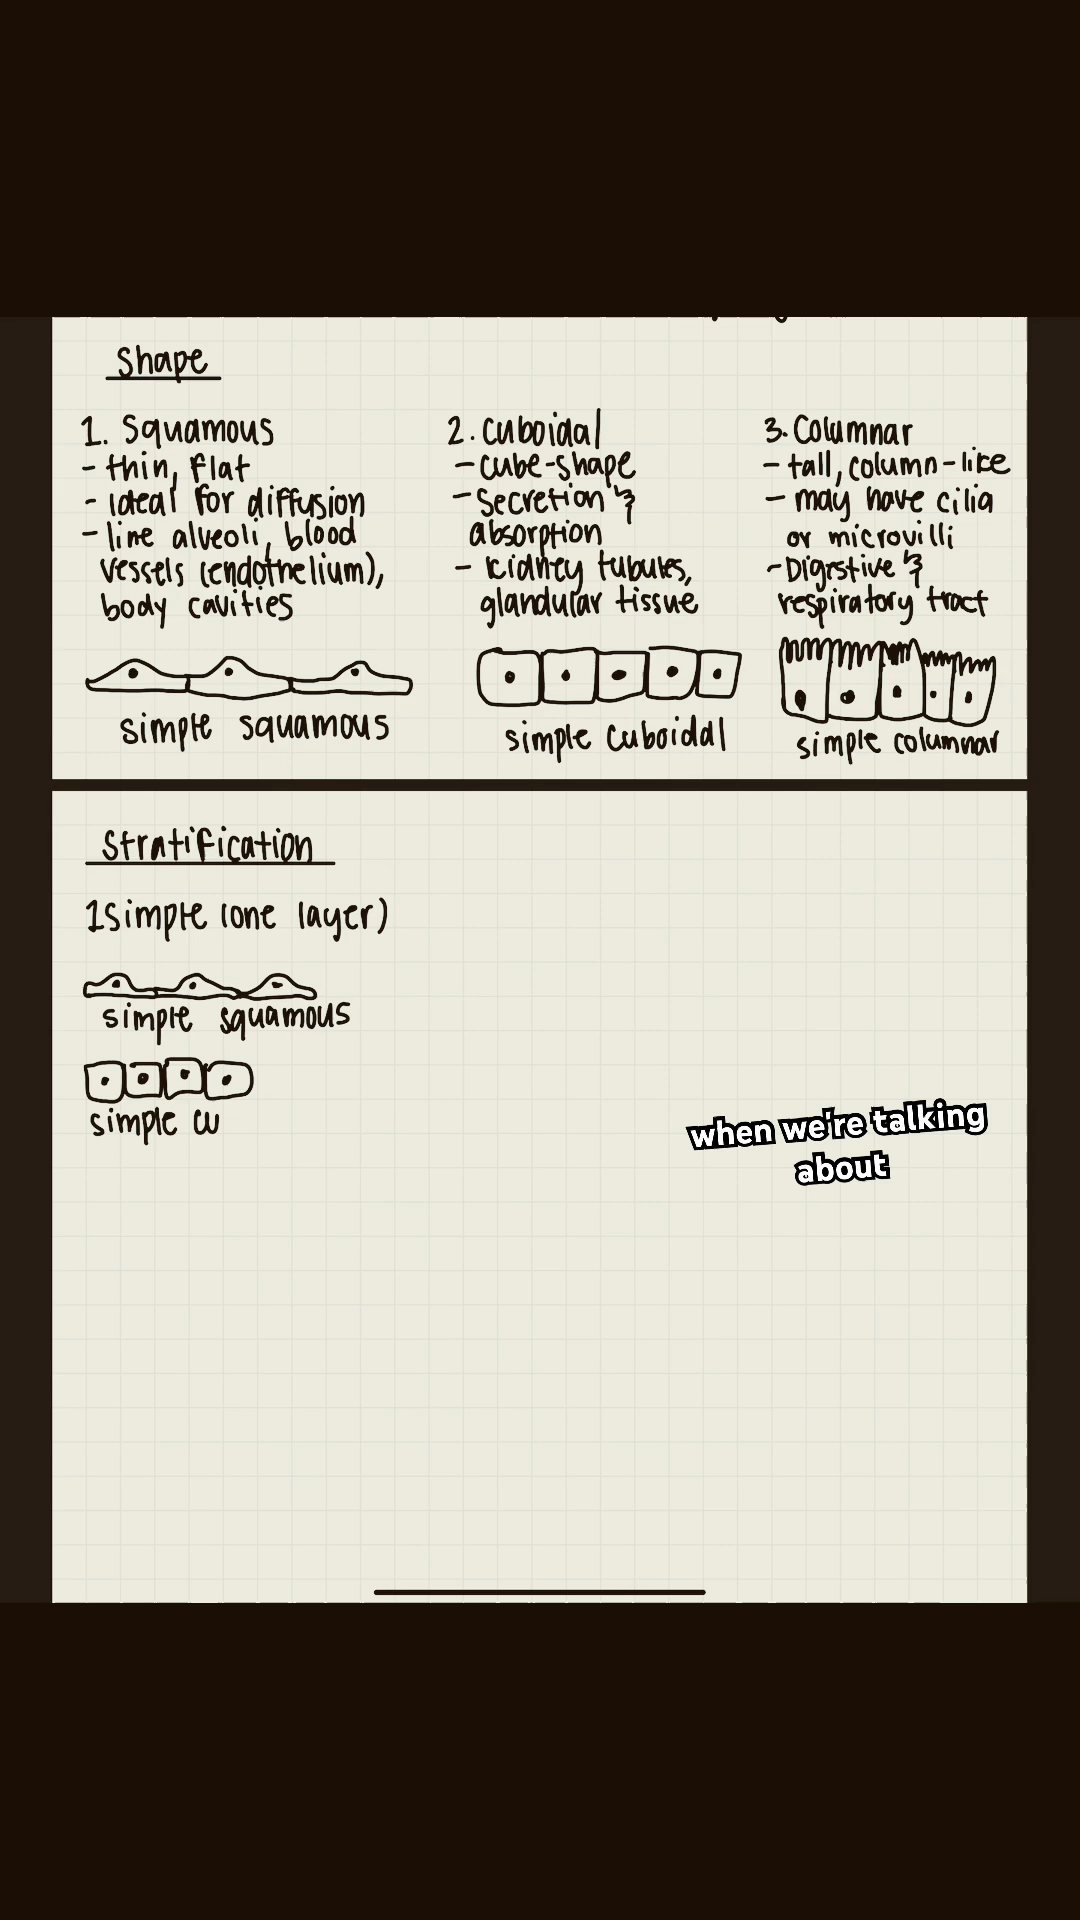 Shape
1. Squamous
- thin, flat
- ideal for diffusion
- line alveoli, blood
vessels (endothelium),
body cavities
simple squamous
2. Cuboidal
- cube-shape
- Secretion &
absorption
- kidney tubules,
glandular tissue
simple cuboidal
3. Columnar
- tall, column-like
- may have cilia
or microvilli
- Digestive &
respiratory tract
simple columnar
Stratification
1 Simple (one layer)
simple squamous
simple cu
when we're talking
about